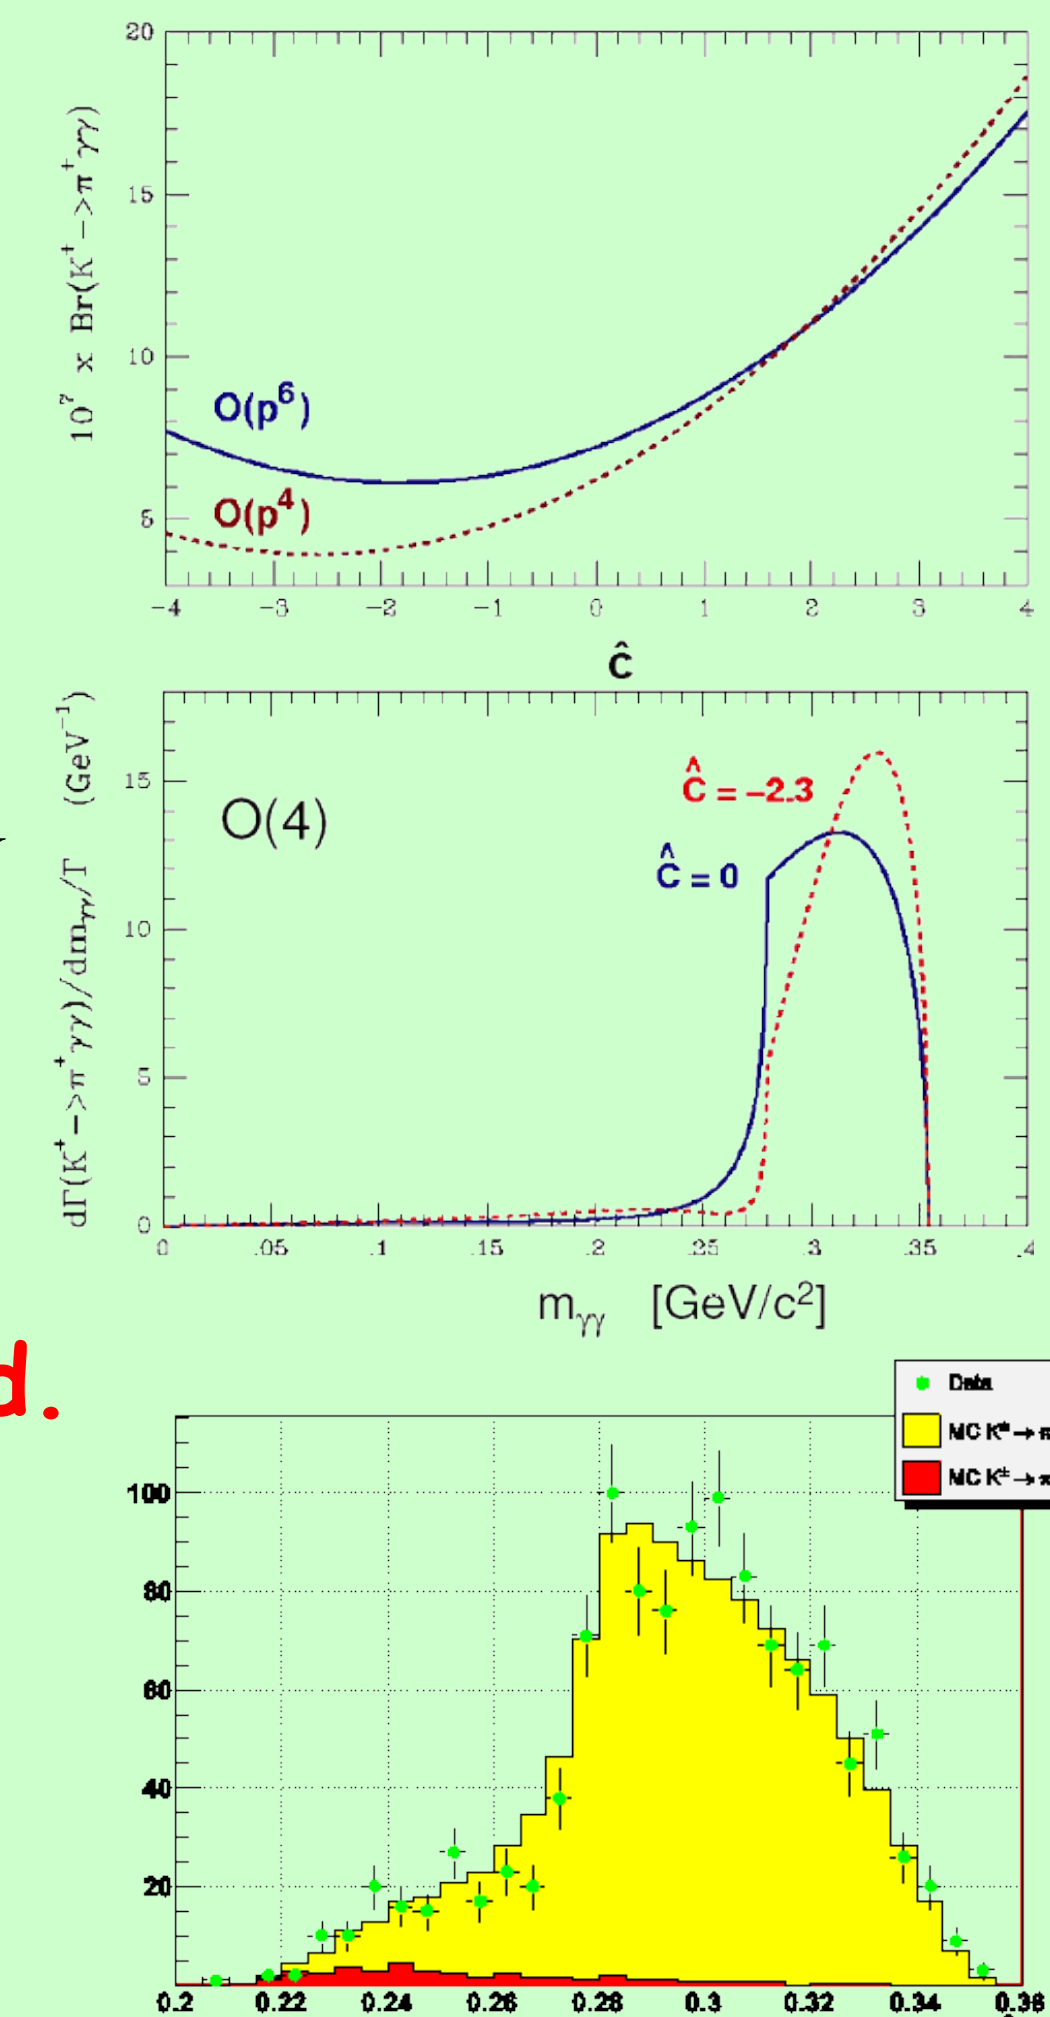 20
15
10
5
10⁷ x Br(K⁺->π⁺γγ)
O(p⁶)
O(p⁴)
−4 −3 −2 −1 0 1 2 3 4
ĉ
dΓ(K⁺->π⁺γγ)/dm_γγ/Γ (GeV⁻¹)
15
10
5
0
O(4)
Ĉ = −2.3
Ĉ = 0
0 .05 .1 .15 .2 .25 .3 .35 .4
m_γγ [GeV/c²]
d.
Data
MC K± → π
MC K± → π
100
80
60
40
20
0.2 0.22 0.24 0.26 0.28 0.3 0.32 0.34 0.36